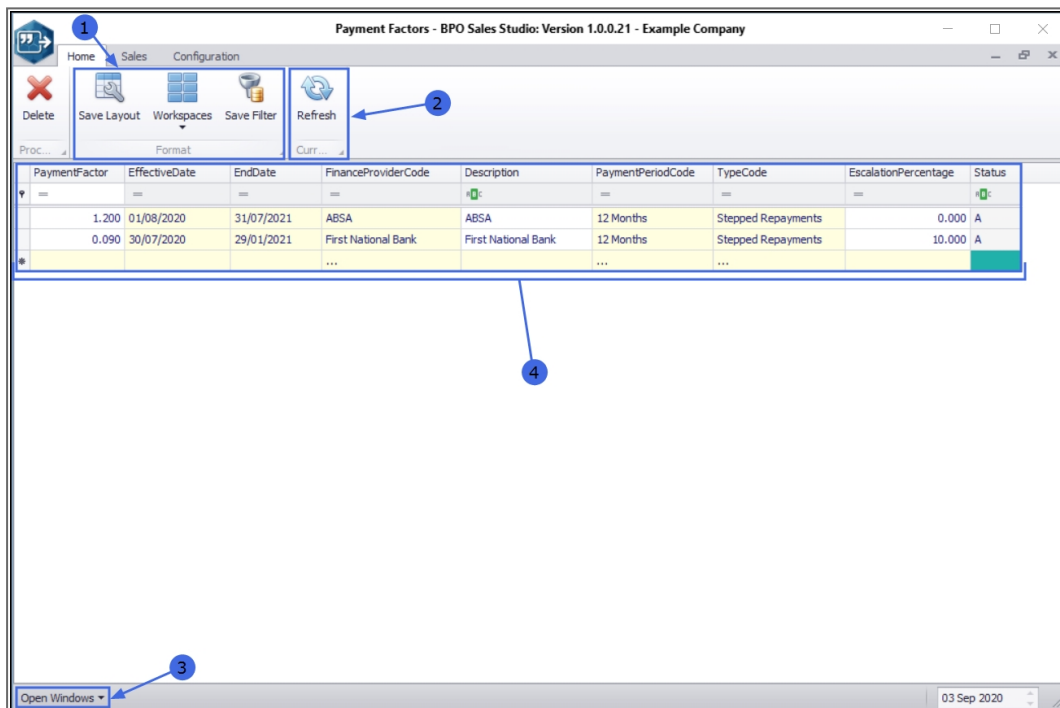 Payment Factors - BPO Sales Studio: Version 1.0.0.21 - Example Company
1
Home Sales Configuration
Delete Save Layout Workspaces Save Filter Refresh
2
Proc... Format Curr...
PaymentFactor EffectiveDate EndDate FinanceProviderCode Description PaymentPeriodCode TypeCode EscalationPercentage Status
= = = = ABC = = = ABC
1.200 01/08/2020 31/07/2021 ABSA ABSA 12 Months Stepped Repayments 0.000 A
0.090 30/07/2020 29/01/2021 First National Bank First National Bank 12 Months Stepped Repayments 10.000 A
* ... ... ...
4
3
Open Windows 03 Sep 2020